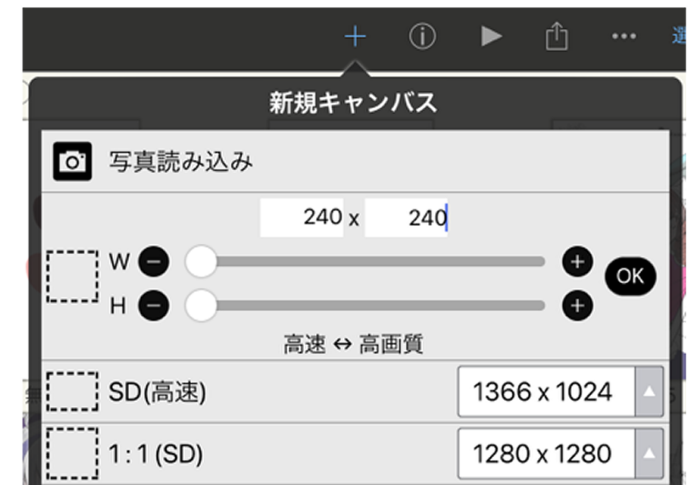 選
新規キャンバス
写真読み込み
240 x 240
W
OK
H
高速 ↔ 高画質
SD(高速) 1366 x 1024
1:1 (SD) 1280 x 1280